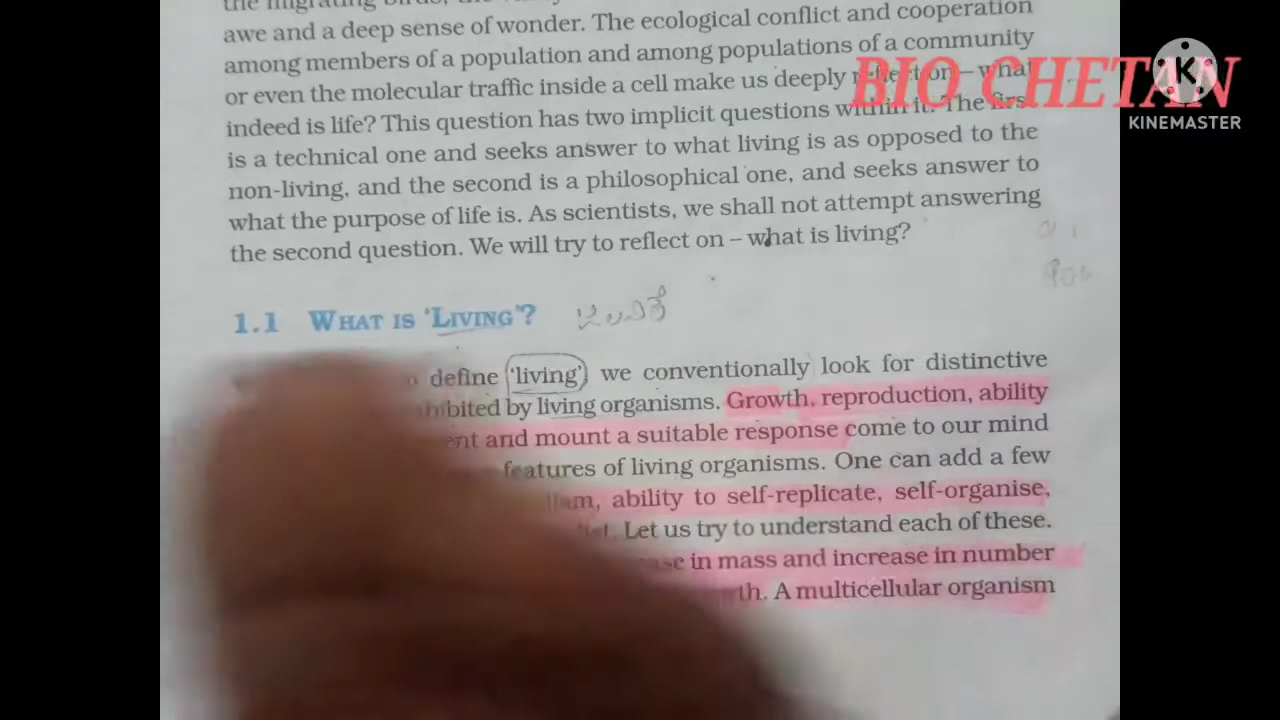 the migrating birds, the
awe and a deep sense of wonder. The ecological conflict and cooperation
among members of a population and among populations of a community
or even the molecular traffic inside a cell make us deeply reflect on – what
indeed is life? This question has two implicit questions within it. The first
is a technical one and seeks answer to what living is as opposed to the
non-living, and the second is a philosophical one, and seeks answer to
what the purpose of life is. As scientists, we shall not attempt answering
the second question. We will try to reflect on – what is living?
BIO CHETAN
KINEMASTER
1.1 WHAT IS ‘LIVING’?
define ‘living’ we conventionally look for distinctive
by living organisms. Growth, reproduction, ability
and mount a suitable response come to our mind
features of living organisms. One can add a few
ability to self-replicate, self-organise,
Let us try to understand each of these.
in mass and increase in number
A multicellular organism